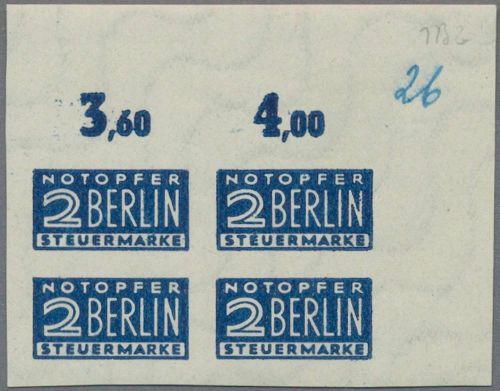 26
3,60 4,00
NOTOPFER NOTOPFER
2 BERLIN 2 BERLIN
STEUERMARKE STEUERMARKE
NOTOPFER NOTOPFER
2 BERLIN 2 BERLIN
STEUERMARKE STEUERMARKE